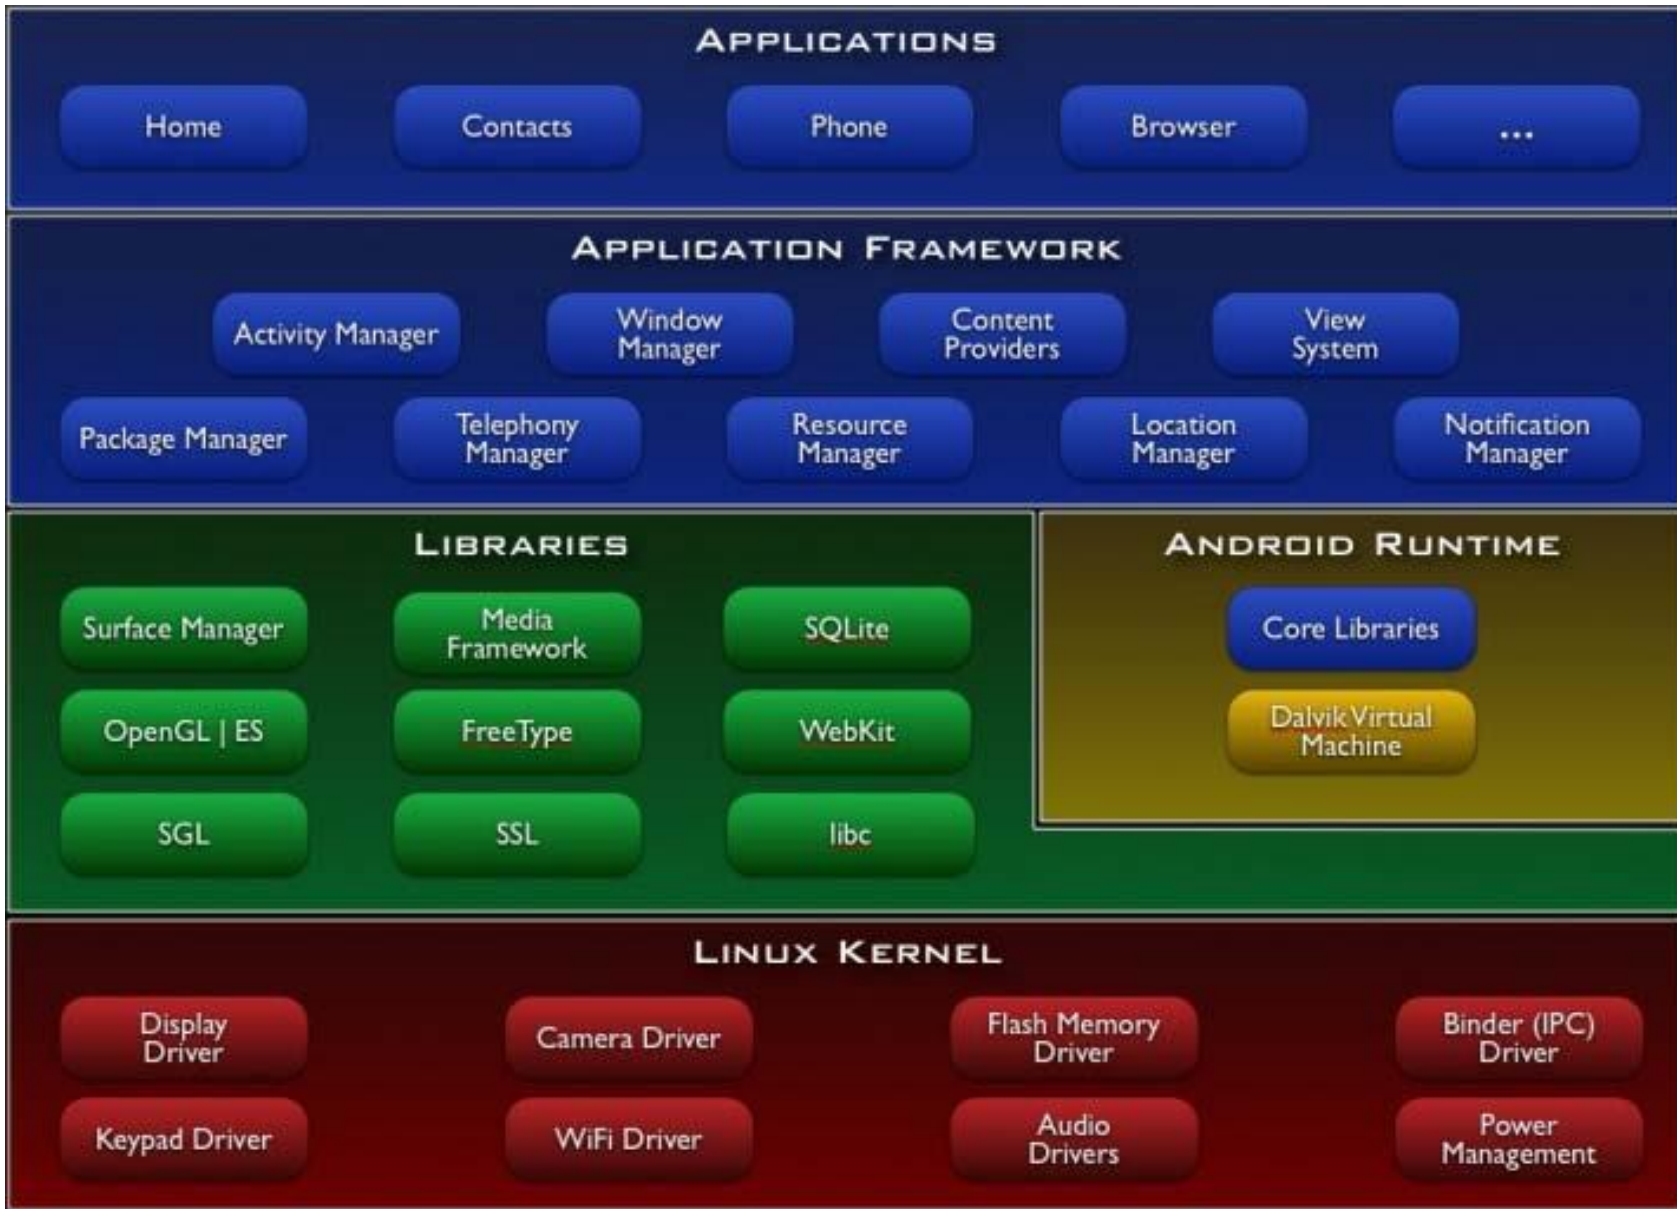 APPLICATIONS
Home
Contacts
Phone
Browser
...
APPLICATION FRAMEWORK
Activity Manager
Window
Manager
Content
Providers
View
System
Package Manager
Telephony
Manager
Resource
Manager
Location
Manager
Notification
Manager
LIBRARIES
Surface Manager
Media
Framework
SQLite
OpenGL | ES
FreeType
WebKit
SGL
SSL
libc
ANDROID RUNTIME
Core Libraries
Dalvik Virtual
Machine
LINUX KERNEL
Display
Driver
Camera Driver
Flash Memory
Driver
Binder (IPC)
Driver
Keypad Driver
WiFi Driver
Audio
Drivers
Power
Management